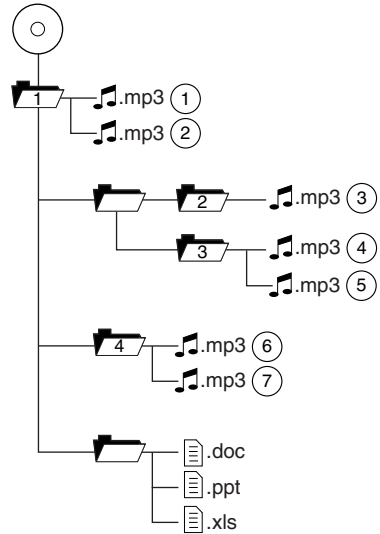 1 .mp3 1
.mp3 2
2 .mp3 3
3 .mp3 4
.mp3 5
4 .mp3 6
.mp3 7
.doc
.ppt
.xls